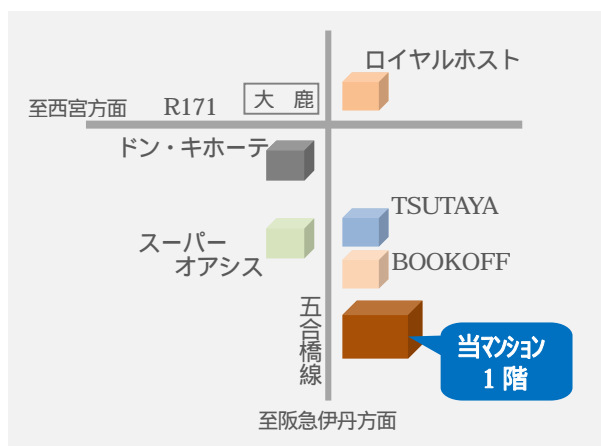 ロイヤルホスト
大 鹿
R171
至西宮方面
ドン・キホーテ
TSUTAYA
スーパー
オアシス
BOOKOFF
五合橋線
当ﾏﾝｼｮﾝ
1 階
至阪急伊丹方面